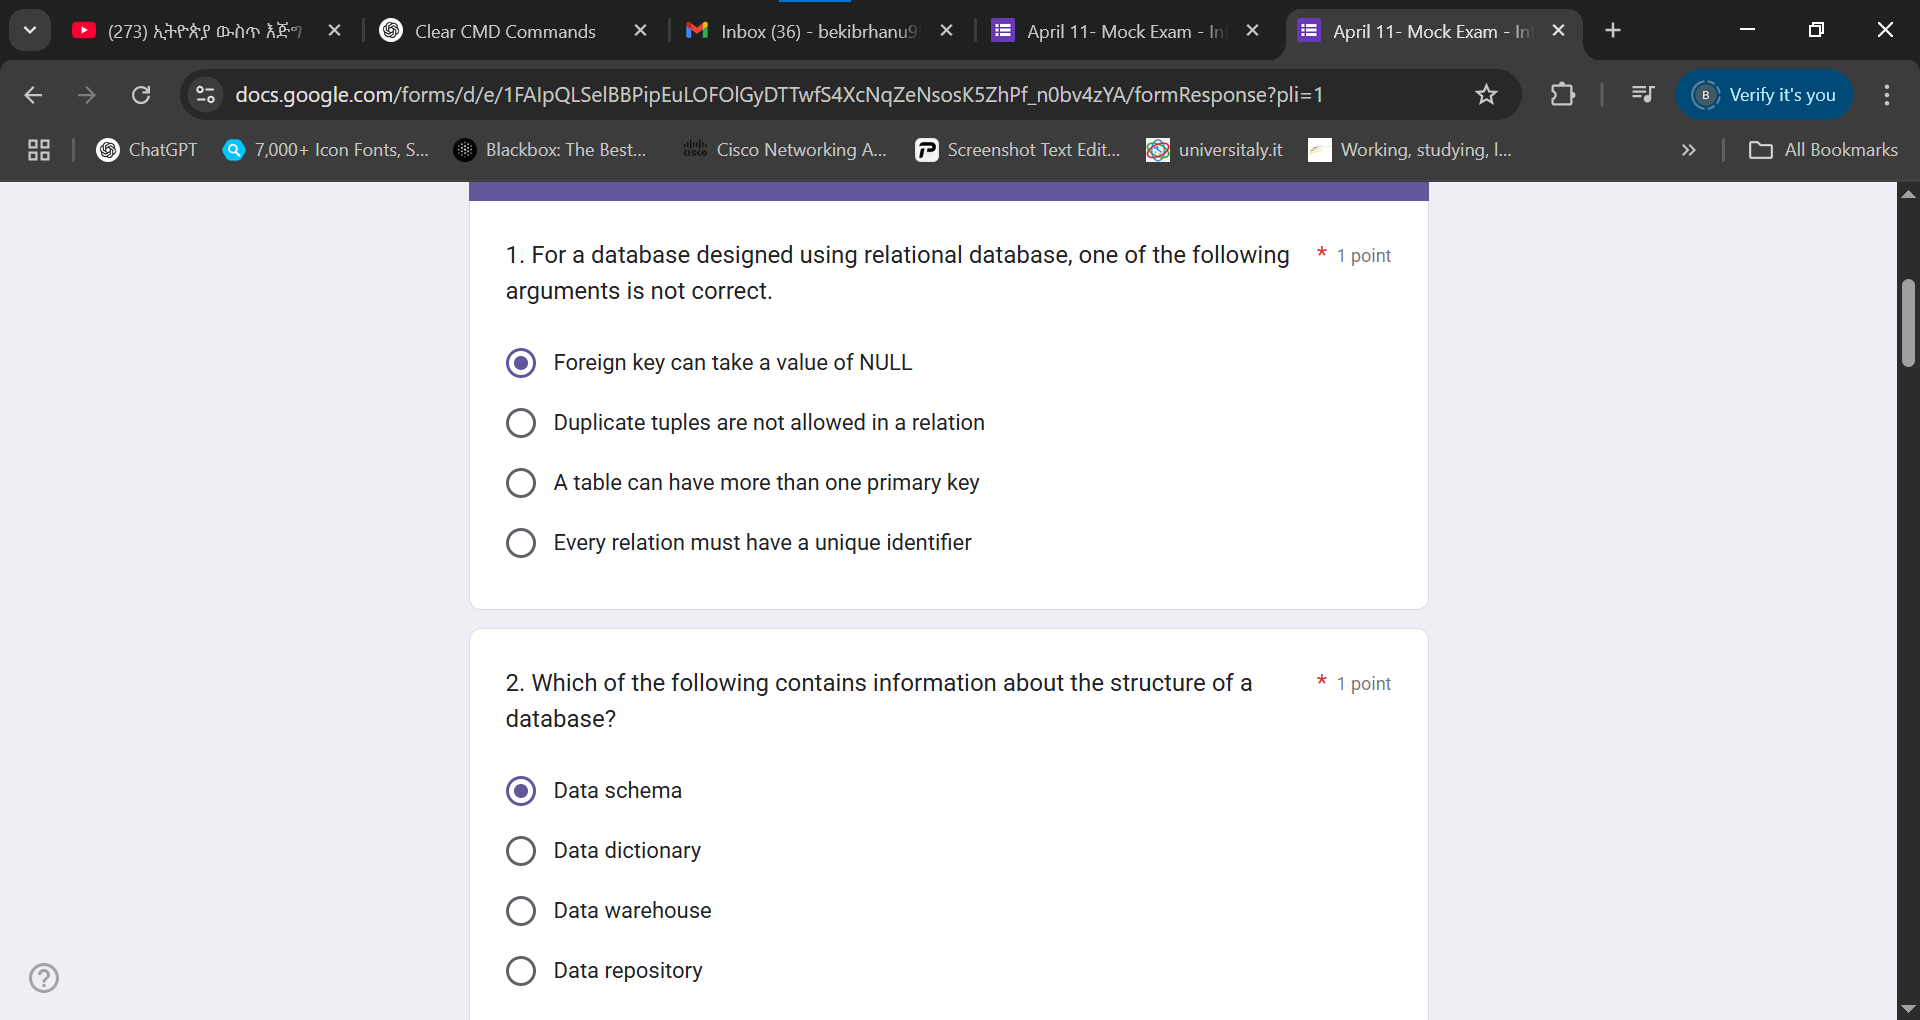 (273) ኢትዮጵያ ውስጥ እጅግ
Clear CMD Commands
Inbox (36) - bekibrhanu9
April 11- Mock Exam - In
April 11- Mock Exam - In
docs.google.com/forms/d/e/1FAIpQLSelBBPipEuLOFOlGyDTTwfS4XcNqZeNsosK5ZhPf_n0bv4zYA/formResponse?pli=1
B Verify it's you
ChatGPT
7,000+ Icon Fonts, S...
Blackbox: The Best...
Cisco Networking A...
Screenshot Text Edit...
universitaly.it
Working, studying, l...
All Bookmarks
1. For a database designed using relational database, one of the following * 1 point
arguments is not correct.
Foreign key can take a value of NULL
Duplicate tuples are not allowed in a relation
A table can have more than one primary key
Every relation must have a unique identifier
2. Which of the following contains information about the structure of a * 1 point
database?
Data schema
Data dictionary
Data warehouse
Data repository